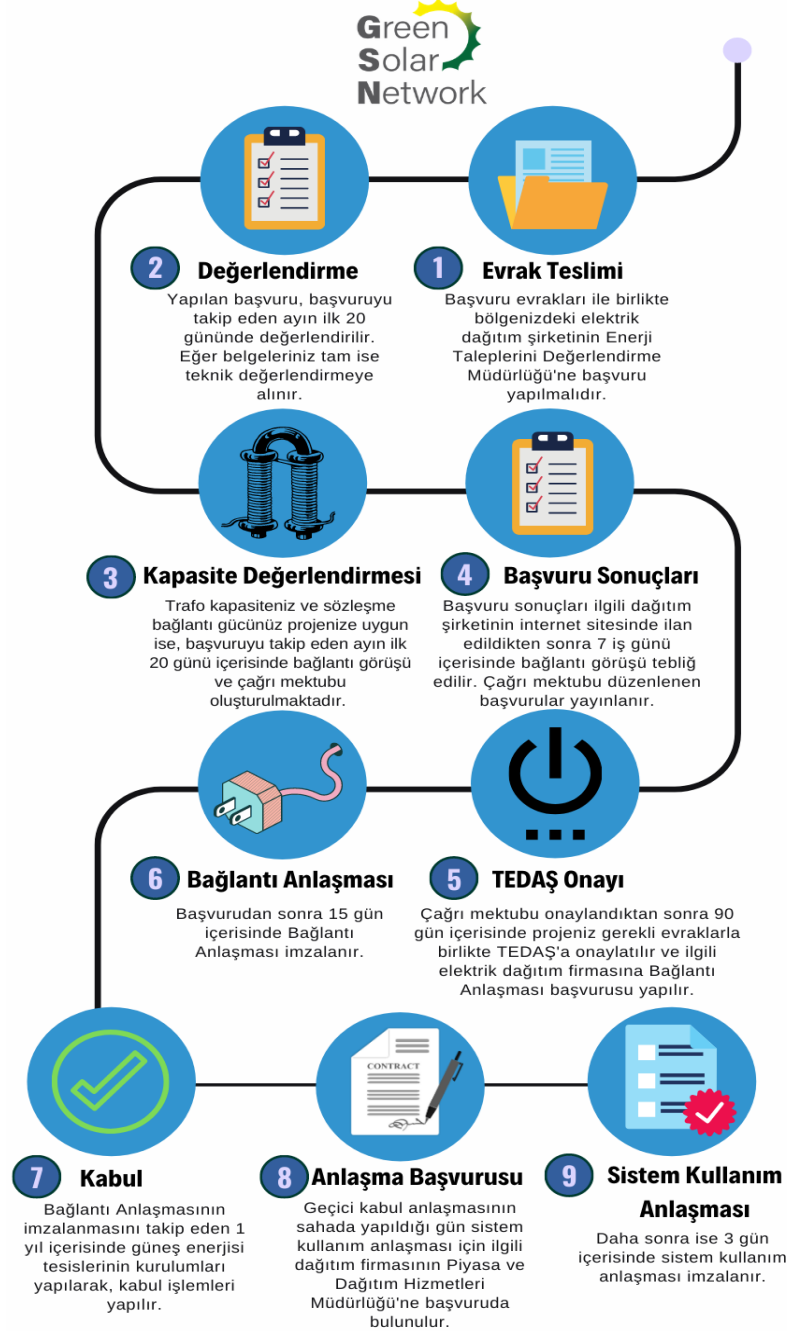 Green
Solar
Network
1
Evrak Teslimi
Başvuru evrakları ile birlikte
bölgenizdeki elektrik
dağıtım şirketinin Enerji
Taleplerini Değerlendirme
Müdürlüğü'ne başvuru
yapılmalıdır.
2
Değerlendirme
Yapılan başvuru, başvuruyu
takip eden ayın ilk 20
gününde değerlendirilir.
Eğer belgeleriniz tam ise
teknik değerlendirmeye
alınır.
3
Kapasite Değerlendirmesi
Trafo kapasiteniz ve sözleşme
bağlantı gücünüz projenize uygun
ise, başvuruyu takip eden ayın ilk
20 günü içerisinde bağlantı görüşü
ve çağrı mektubu
oluşturulmaktadır.
4
Başvuru Sonuçları
Başvuru sonuçları ilgili dağıtım
şirketinin internet sitesinde ilan
edildikten sonra 7 iş günü
içerisinde bağlantı görüşü tebliğ
edilir. Çağrı mektubu düzenlenen
başvurular yayınlanır.
5
TEDAŞ Onayı
Çağrı mektubu onaylandıktan sonra 90
gün içerisinde projeniz gerekli evraklarla
birlikte TEDAŞ'a onaylatılır ve ilgili
elektrik dağıtım firmasına Bağlantı
Anlaşması başvurusu yapılır.
6
Bağlantı Anlaşması
Başvurudan sonra 15 gün
içerisinde Bağlantı
Anlaşması imzalanır.
7
Kabul
Bağlantı Anlaşmasının
imzalanmasını takip eden 1
yıl içerisinde güneş enerjisi
tesislerinin kurulumları
yapılarak, kabul işlemleri
yapılır.
CONTRACT
8
Anlaşma Başvurusu
Geçici kabul anlaşmasının
sahada yapıldığı gün sistem
kullanım anlaşması için ilgili
dağıtım firmasının Piyasa ve
Dağıtım Hizmetleri
Müdürlüğü'ne başvuruda
bulunulur.
9
Sistem Kullanım
Anlaşması
Daha sonra ise 3 gün
içerisinde sistem kullanım
anlaşması imzalanır.